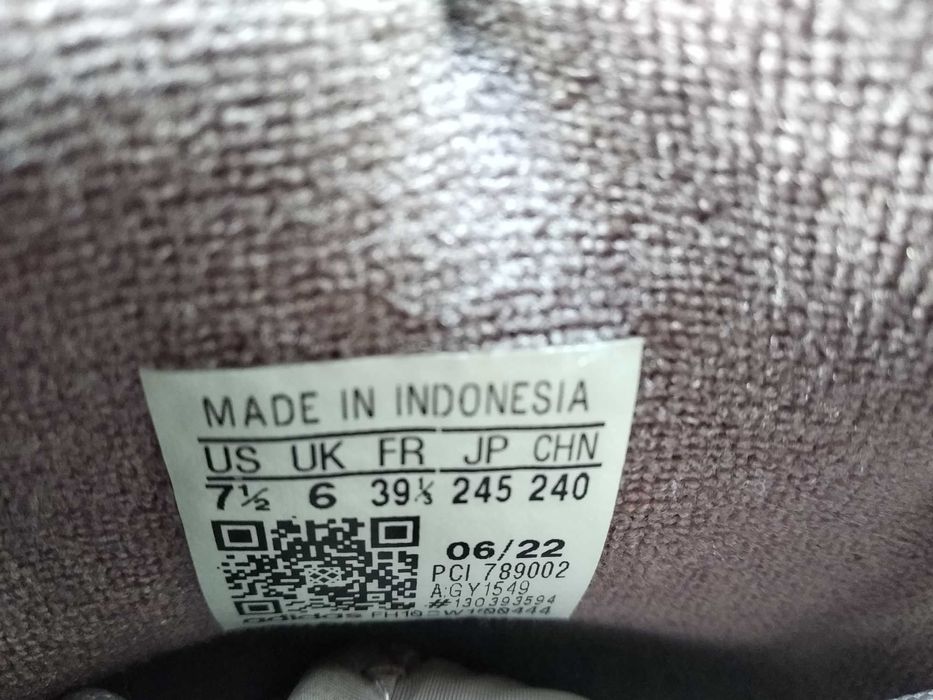 MADE IN INDONESIA
US UK FR JP CHN
7½ 6 39⅓ 245 240
06/22
PCI 789002
A:GY1549
#130393594
adidas